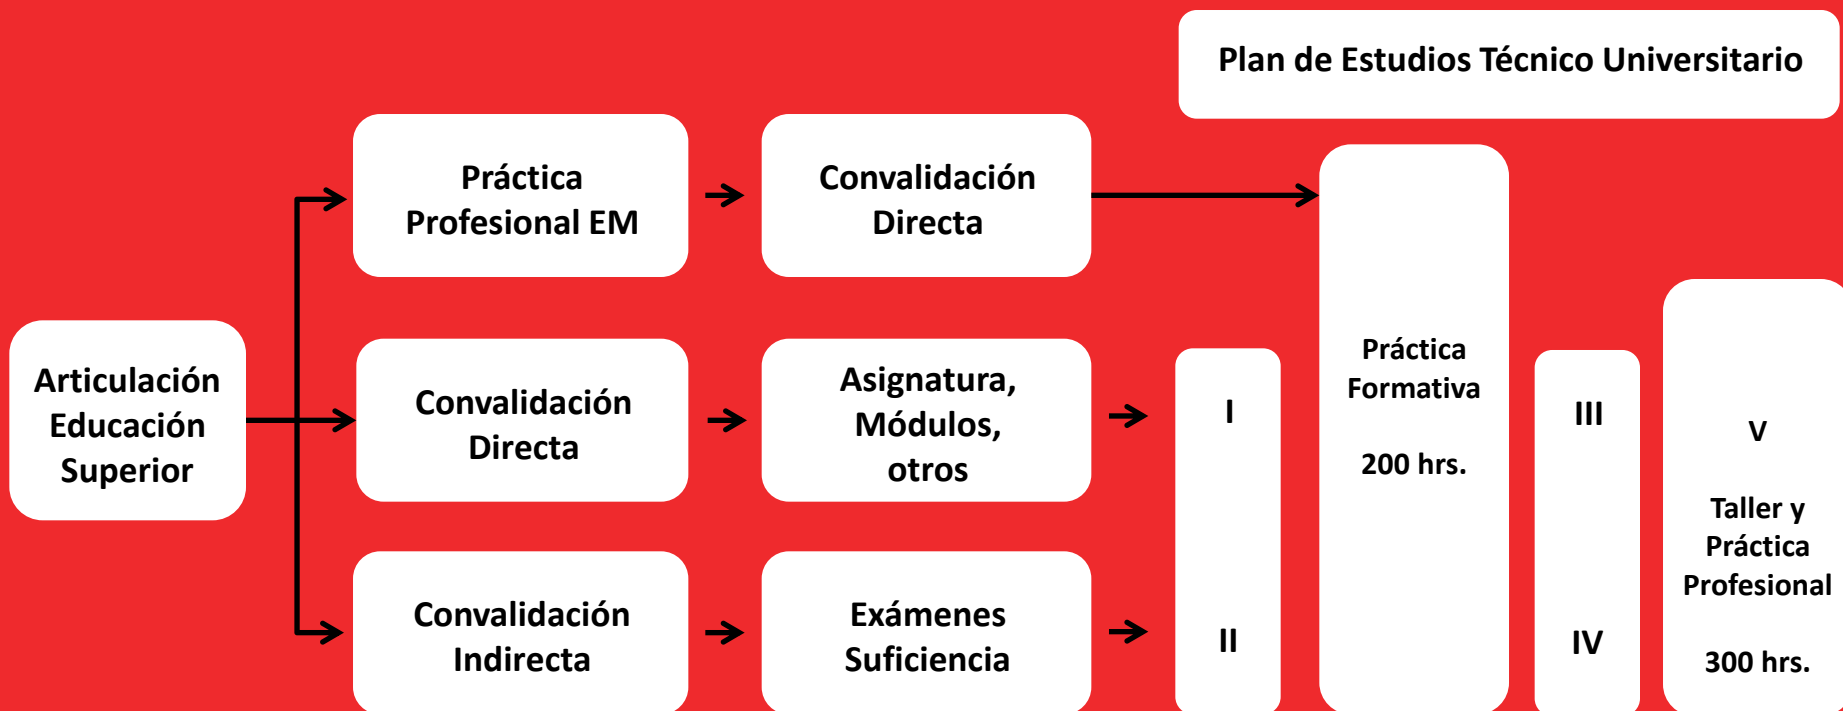 Plan de Estudios Técnico Universitario
Práctica
Profesional EM
Convalidación
Directa
Articulación
Educación
Superior
Convalidación
Directa
Asignatura,
Módulos,
otros
Convalidación
Indirecta
Exámenes
Suficiencia
I
II
Práctica
Formativa
200 hrs.
III
IV
V
Taller y
Práctica
Profesional
300 hrs.